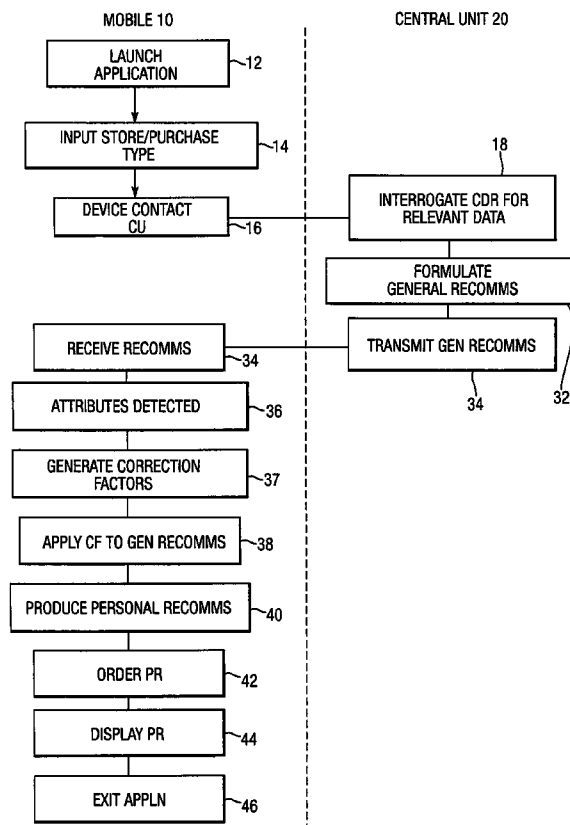 MOBILE 10
CENTRAL UNIT 20
LAUNCH
APPLICATION
12
INPUT STORE/PURCHASE
TYPE
14
DEVICE CONTACT
CU
16
18
INTERROGATE CDR FOR
RELEVANT DATA
FORMULATE
GENERAL RECOMMS
32
TRANSMIT GEN RECOMMS
34
RECEIVE RECOMMS
34
ATTRIBUTES DETECTED
36
GENERATE CORRECTION
FACTORS
37
APPLY CF TO GEN RECOMMS
38
PRODUCE PERSONAL RECOMMS
40
ORDER PR
42
DISPLAY PR
44
EXIT APPLN
46